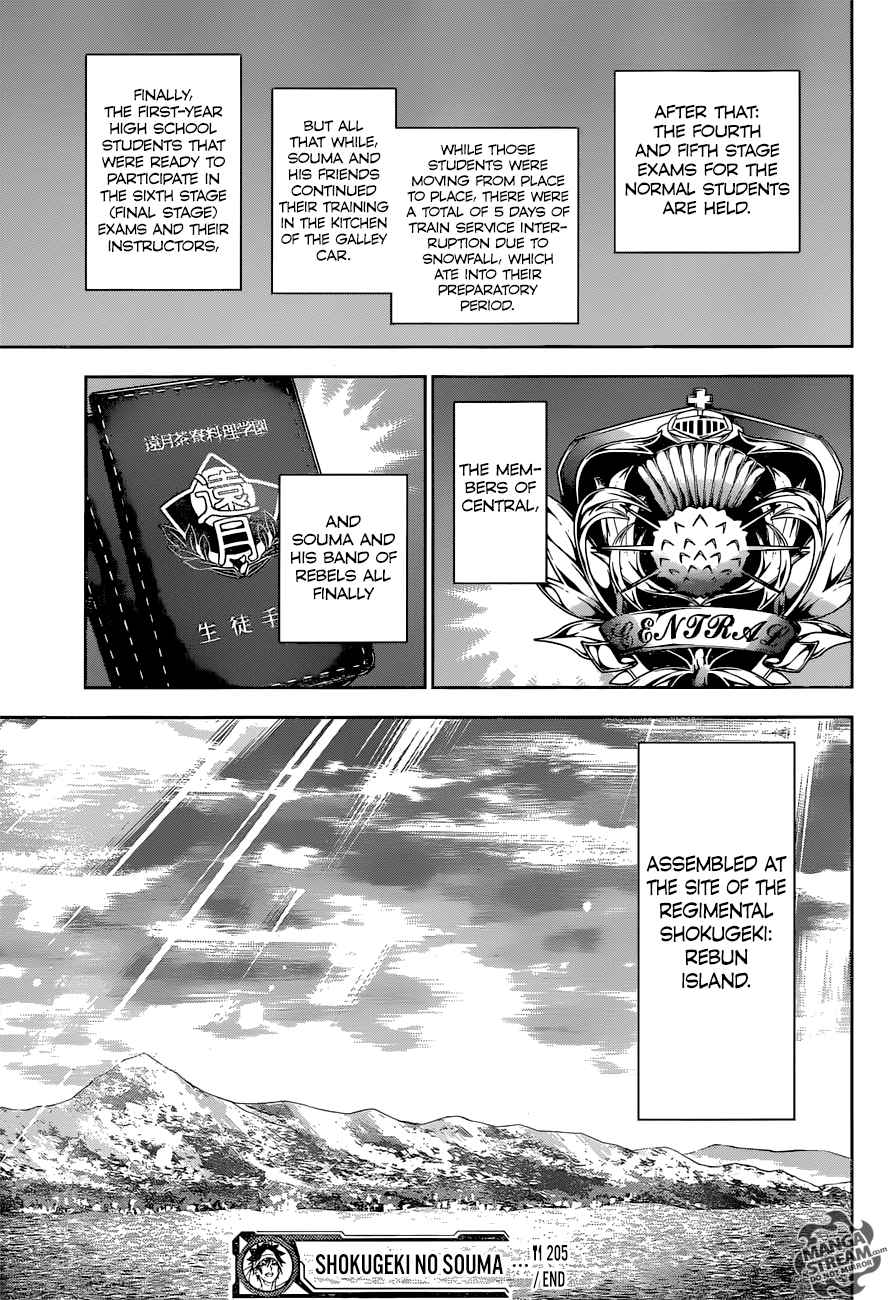 AFTER THAT:
THE FOURTH
AND FIFTH STAGE
EXAMS FOR THE
NORMAL STUDENTS
ARE HELD.
WHILE THOSE
STUDENTS WERE
MOVING FROM PLACE
TO PLACE, THERE WERE
A TOTAL OF 5 DAYS OF
TRAIN SERVICE INTER-
RUPTION DUE TO
SNOWFALL, WHICH
ATE INTO THEIR
PREPARATORY
PERIOD.
BUT ALL
THAT WHILE,
SOUMA AND
HIS FRIENDS
CONTINUED
THEIR TRAINING
IN THE KITCHEN
OF THE GALLEY
CAR.
FINALLY,
THE FIRST-YEAR
HIGH SCHOOL
STUDENTS THAT
WERE READY TO
PARTICIPATE IN
THE SIXTH STAGE
(FINAL STAGE)
EXAMS AND THEIR
INSTRUCTORS,
THE MEM-
BERS OF
CENTRAL,
CENTRAL
遠月茶寮料理学園
遠月
生徒手
AND
SOUMA AND
HIS BAND OF
REBELS ALL
FINALLY
ASSEMBLED AT
THE SITE OF THE
REGIMENTAL
SHOKUGEKI:
REBUN
ISLAND.
SHOKUGEKI NO SOUMA ... 205
/ END
MANGA
STREAM.COM
DO NOT MIRROR